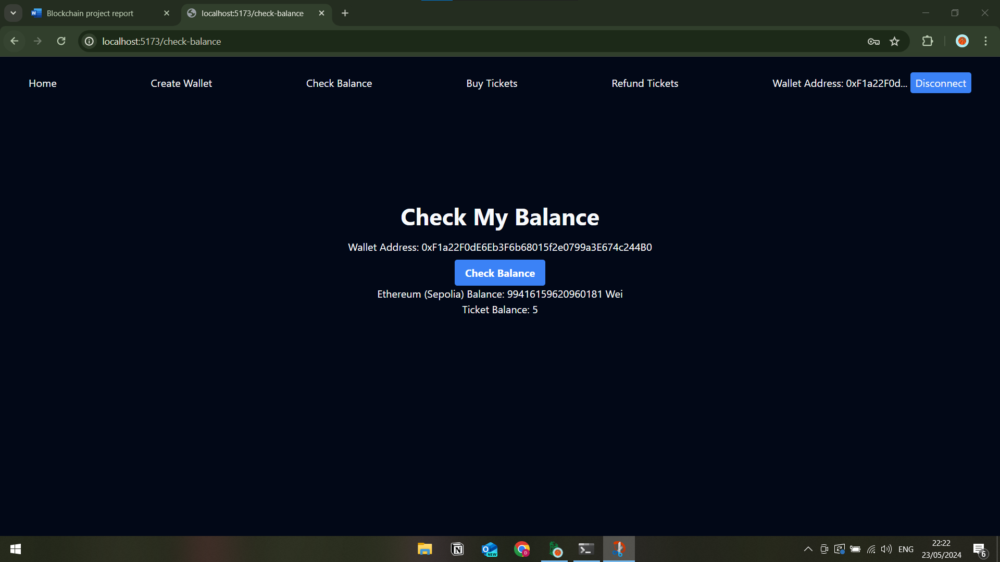 Blockchain project report
localhost:5173/check-balance
localhost:5173/check-balance
Home
Create Wallet
Check Balance
Buy Tickets
Refund Tickets
Wallet Address: 0xF1a22F0d...
Disconnect
Check My Balance
Wallet Address: 0xF1a22F0dE6Eb3F6b68015f2e0799a3E674c244B0
Check Balance
Ethereum (Sepolia) Balance: 99416159620960181 Wei
Ticket Balance: 5
NEW
D
ENG
22:22
23/05/2024
6